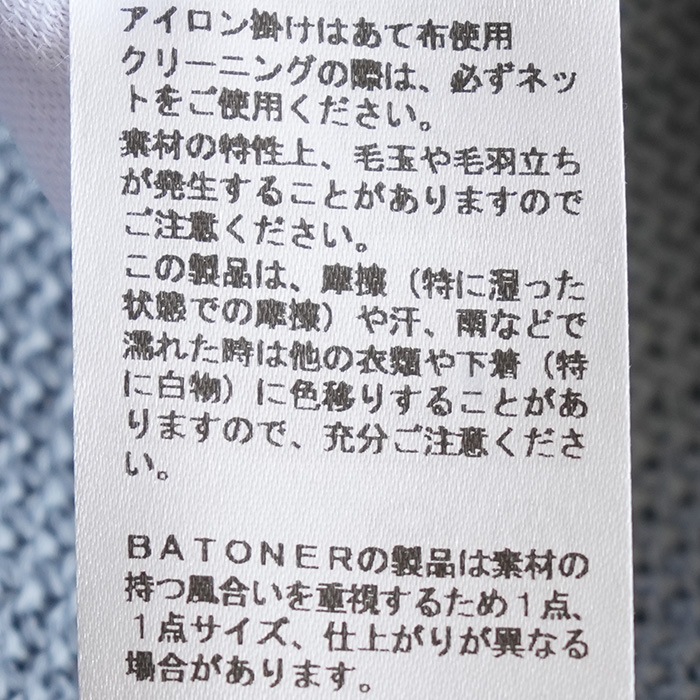 アイロン掛けはあて布使用
クリーニングの際は、必ずネッ
トをご使用ください。
素材の特性上、毛玉や毛羽立ち
が発生することがありますので
ご注意ください。
この製品は、摩擦（特に湿った
状態での摩擦）や汗、雨などで
濡れた時は他の衣類や下着（特
に白物）に色移りすることがあ
りますので、充分ご注意くださ
い。
BATONERの製品は素材の
持つ風合いを重視するため1点、
1点サイズ、仕上がりが異なる
場合があります。